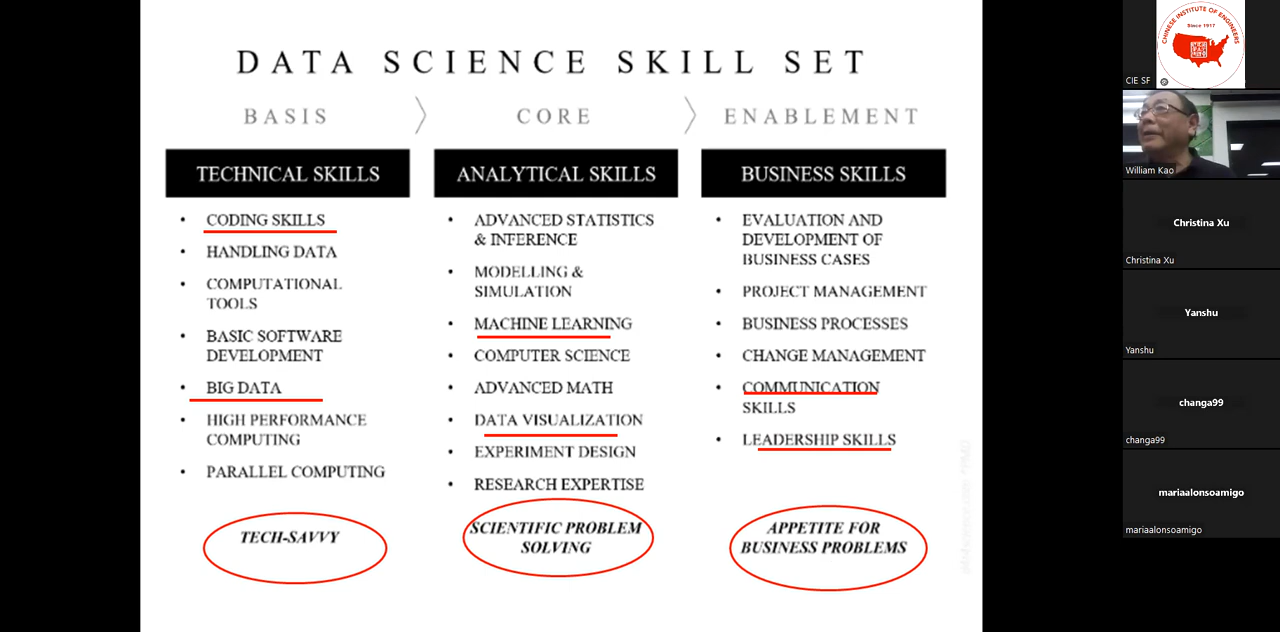 DATA SCIENCE SKILL SET
BASIS
CORE
ENABLEMENT
TECHNICAL SKILLS
• CODING SKILLS
• HANDLING DATA
• COMPUTATIONAL
TOOLS
• BASIC SOFTWARE
DEVELOPMENT
• BIG DATA
• HIGH PERFORMANCE
COMPUTING
• PARALLEL COMPUTING
TECH-SAVVY
ANALYTICAL SKILLS
• ADVANCED STATISTICS
& INFERENCE
• MODELLING &
SIMULATION
• MACHINE LEARNING
• COMPUTER SCIENCE
• ADVANCED MATH
• DATA VISUALIZATION
• EXPERIMENT DESIGN
• RESEARCH EXPERTISE
SCIENTIFIC PROBLEM
SOLVING
BUSINESS SKILLS
• EVALUATION AND
DEVELOPMENT OF
BUSINESS CASES
• PROJECT MANAGEMENT
• BUSINESS PROCESSES
• CHANGE MANAGEMENT
• COMMUNICATION
SKILLS
• LEADERSHIP SKILLS
APPETITE FOR
BUSINESS PROBLEMS
CHINESE INSTITUTE OF ENGINEERS
Since 1917
CIE SF
William Kao
Christina Xu
Christina Xu
Yanshu
Yanshu
changa99
changa99
mariaalonsoamigo
mariaalonsoamigo